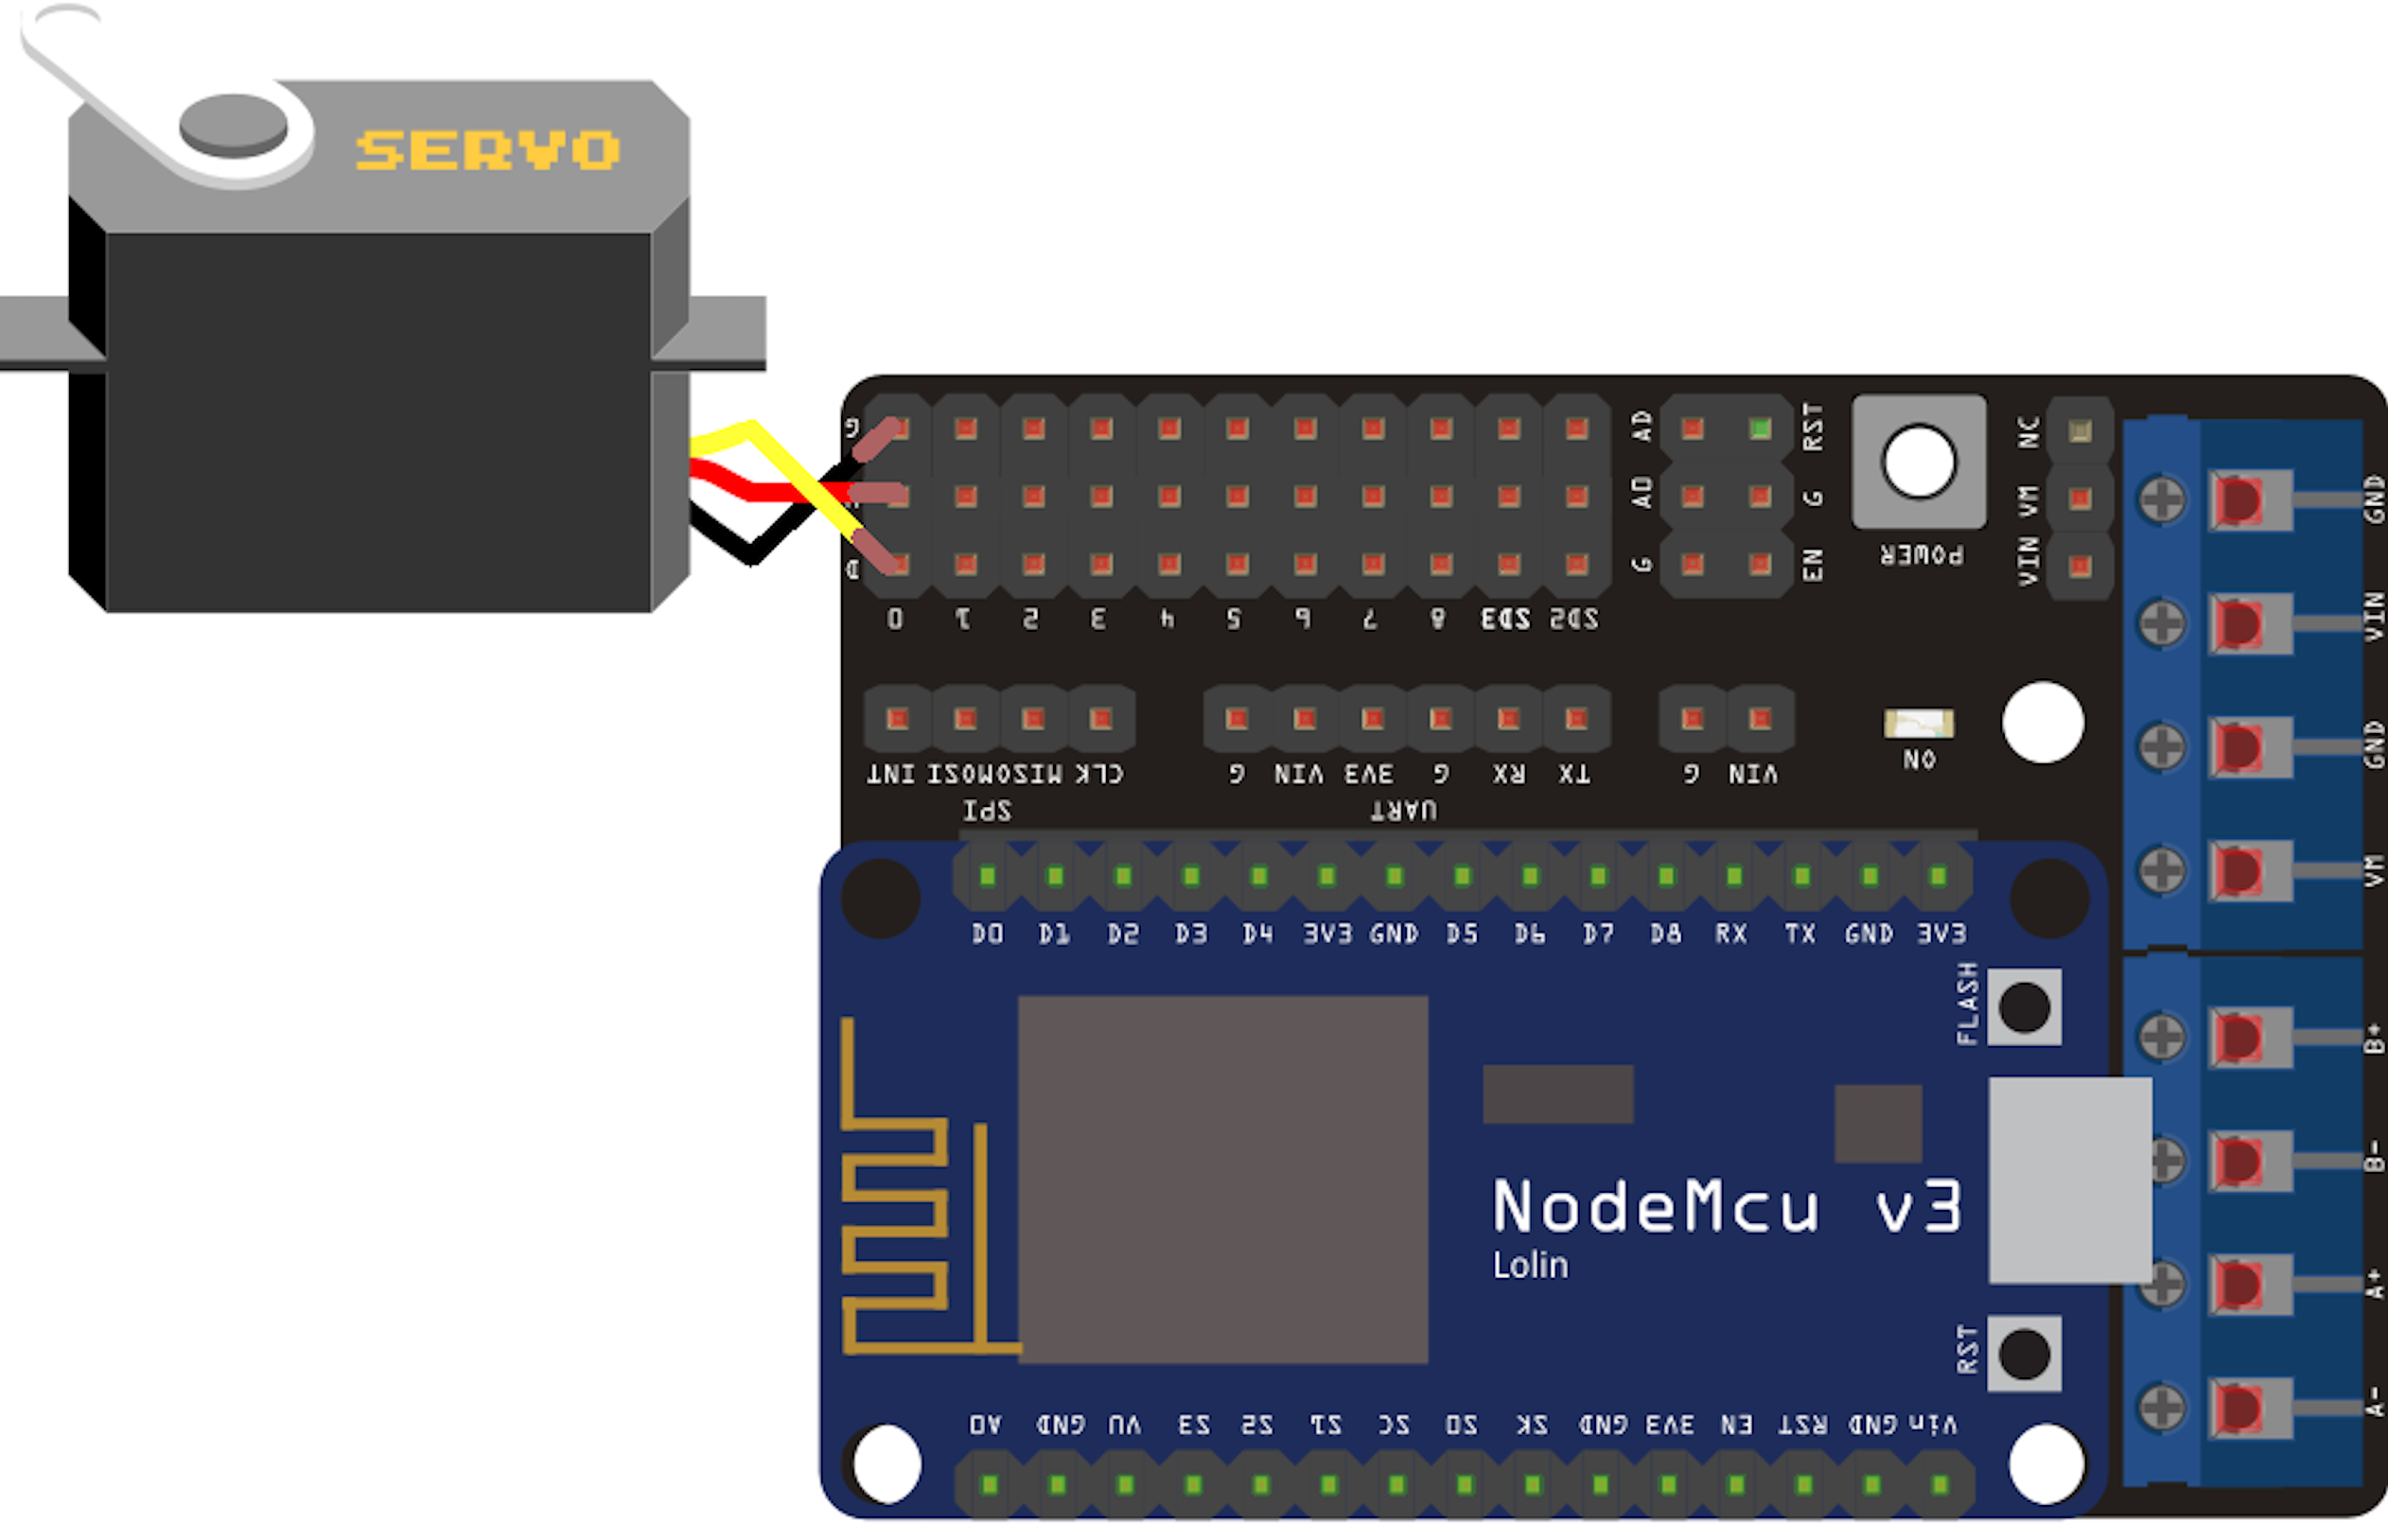 SERVO
G
D
AD
A0
G
RST
G
EN
POWER
NC
VM
VIN
GND
VIN
GND
VM
B+
B-
A+
A-
0 1 2 3 4 5 6 7 8 SD3 SD2
INT MOSI MISO CLK G VIN 3V3 G RX TX G VIN
ON
SPI UART
D0 D1 D2 D3 D4 3V3 GND D5 D6 D7 D8 RX TX GND 3V3
FLASH
NodeMcu v3
Lolin
RST
A0 GND VU S3 S2 S1 SC S0 SK GND 3V3 EN RST GND Vin